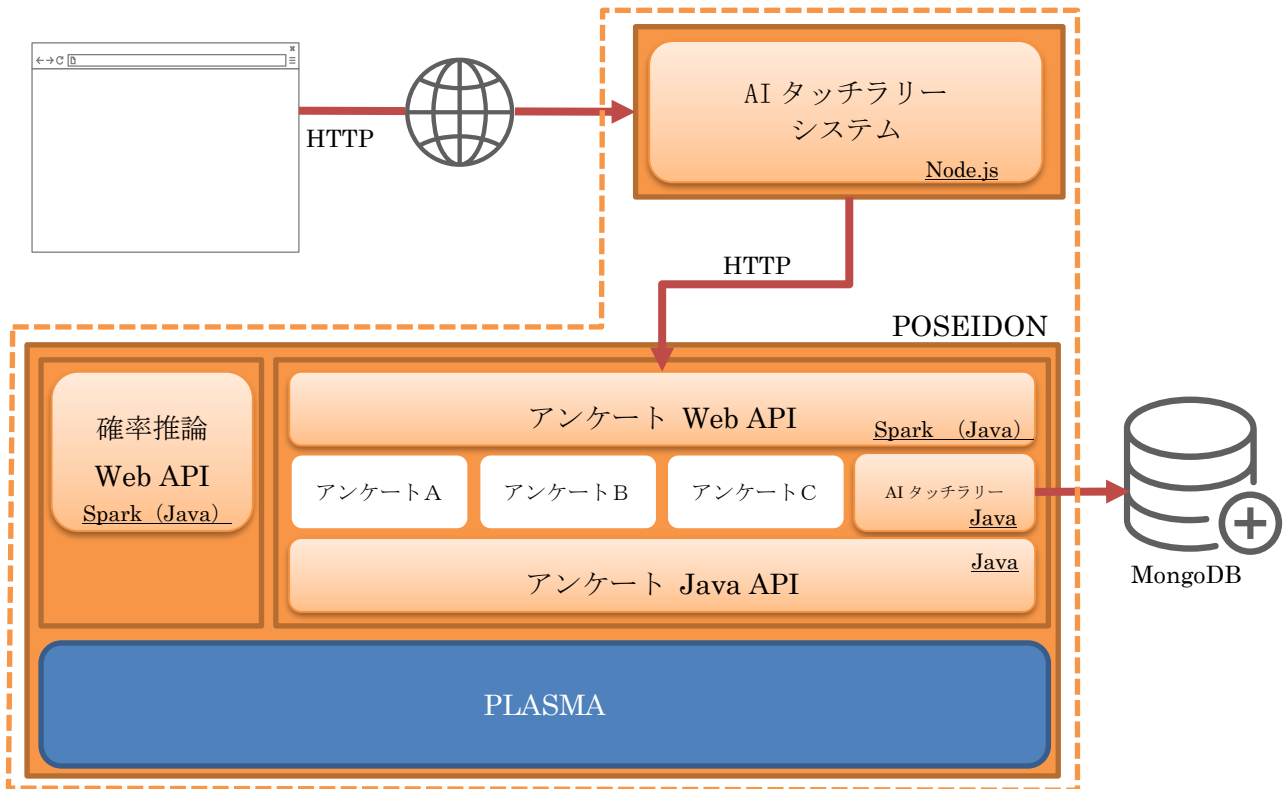 AI タッチラリー
システム
Node.js
HTTP
HTTP
POSEIDON
確率推論
Web API
Spark（Java）
アンケート Web API
Spark （Java）
アンケートA
アンケートB
アンケートC
AI タッチラリー
Java
アンケート Java API
Java
MongoDB
PLASMA